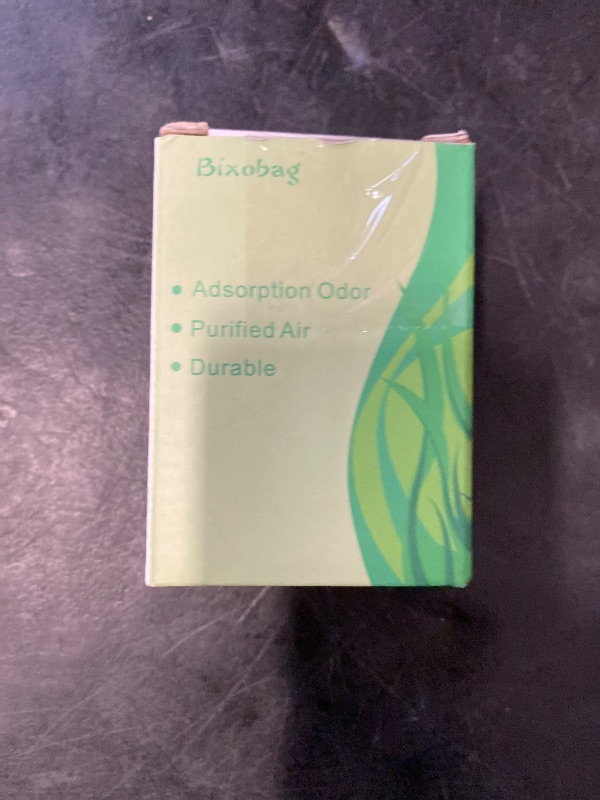 Bixobag
• Adsorption Odor
• Purified Air
• Durable